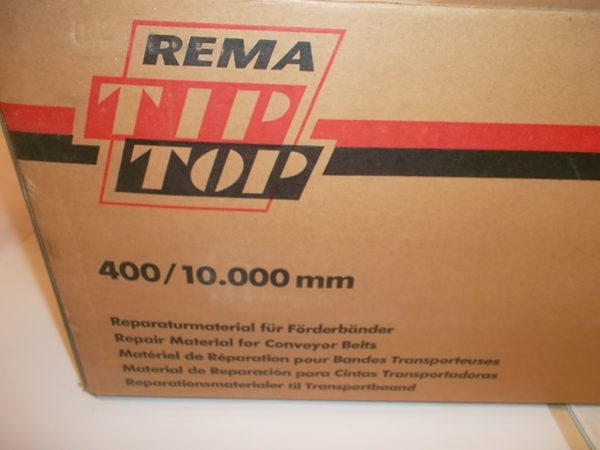 REMA
TIP
TOP
400/10.000 mm
Reparaturmaterial für Förderbänder
Repair Material for Conveyor Belts
Matériel de Réparation pour Bandes Transporteuses
Material de Reparación para Cintas Transportadoras
Reparationsmaterialer til Transportbaand